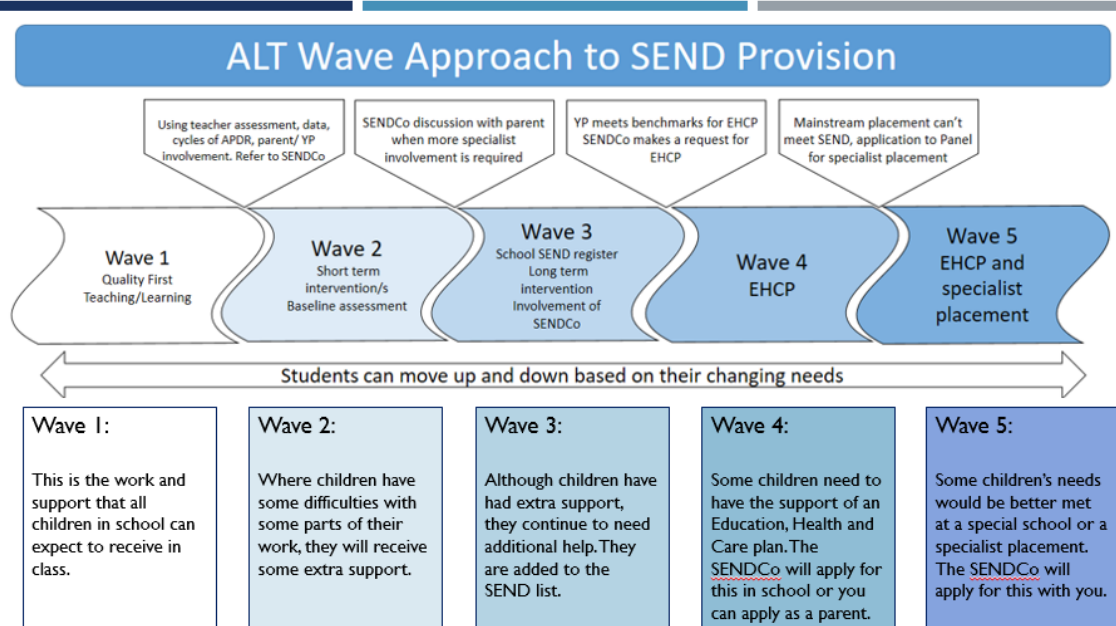 ALT Wave Approach to SEND Provision
Using teacher assessment, data,
cycles of APDR, parent/ YP
involvement. Refer to SENDCo
SENDCo discussion with parent
when more specialist
involvement is required
YP meets benchmarks for EHCP
SENDCo makes a request for
EHCP
Mainstream placement can't
meet SEND, application to Panel
for specialist placement
Wave 1
Quality First
Teaching/Learning
Wave 2
Short term
intervention/s
Baseline assessment
Wave 3
School SEND register
Long term
intervention
Involvement of
SENDCo
Wave 4
EHCP
Wave 5
EHCP and
specialist
placement
Students can move up and down based on their changing needs
Wave 1:
This is the work and
support that all
children in school can
expect to receive in
class.
Wave 2:
Where children have
some difficulties with
some parts of their
work, they will receive
some extra support.
Wave 3:
Although children have
had extra support,
they continue to need
additional help. They
are added to the
SEND list.
Wave 4:
Some children need to
have the support of an
Education, Health and
Care plan. The
SENDCo will apply for
this in school or you
can apply as a parent.
Wave 5:
Some children's needs
would be better met
at a special school or a
specialist placement.
The SENDCo will
apply for this with you.